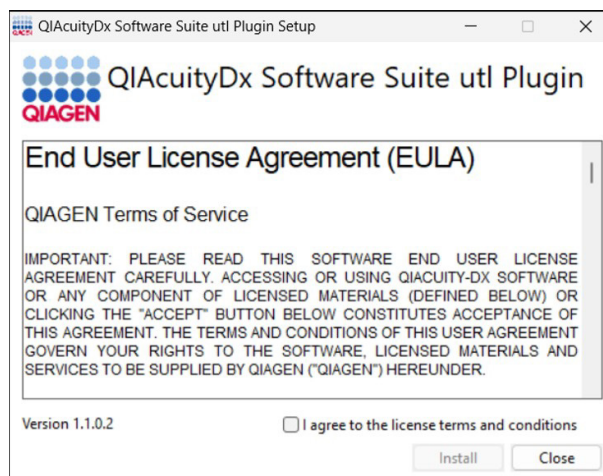 QIAcuityDx Software Suite utl Plugin Setup
QIAGEN
QIAcuityDx Software Suite utl Plugin
QIAGEN
End User License Agreement (EULA)
QIAGEN Terms of Service
IMPORTANT: PLEASE READ THIS SOFTWARE END USER LICENSE
AGREEMENT CAREFULLY. ACCESSING OR USING QIACUITY-DX SOFTWARE
OR ANY COMPONENT OF LICENSED MATERIALS (DEFINED BELOW) OR
CLICKING THE "ACCEPT" BUTTON BELOW CONSTITUTES ACCEPTANCE OF
THIS AGREEMENT. THE TERMS AND CONDITIONS OF THIS USER AGREEMENT
GOVERN YOUR RIGHTS TO THE SOFTWARE, LICENSED MATERIALS AND
SERVICES TO BE SUPPLIED BY QIAGEN ("QIAGEN") HEREUNDER.
Version 1.1.0.2
I agree to the license terms and conditions
Install
Close